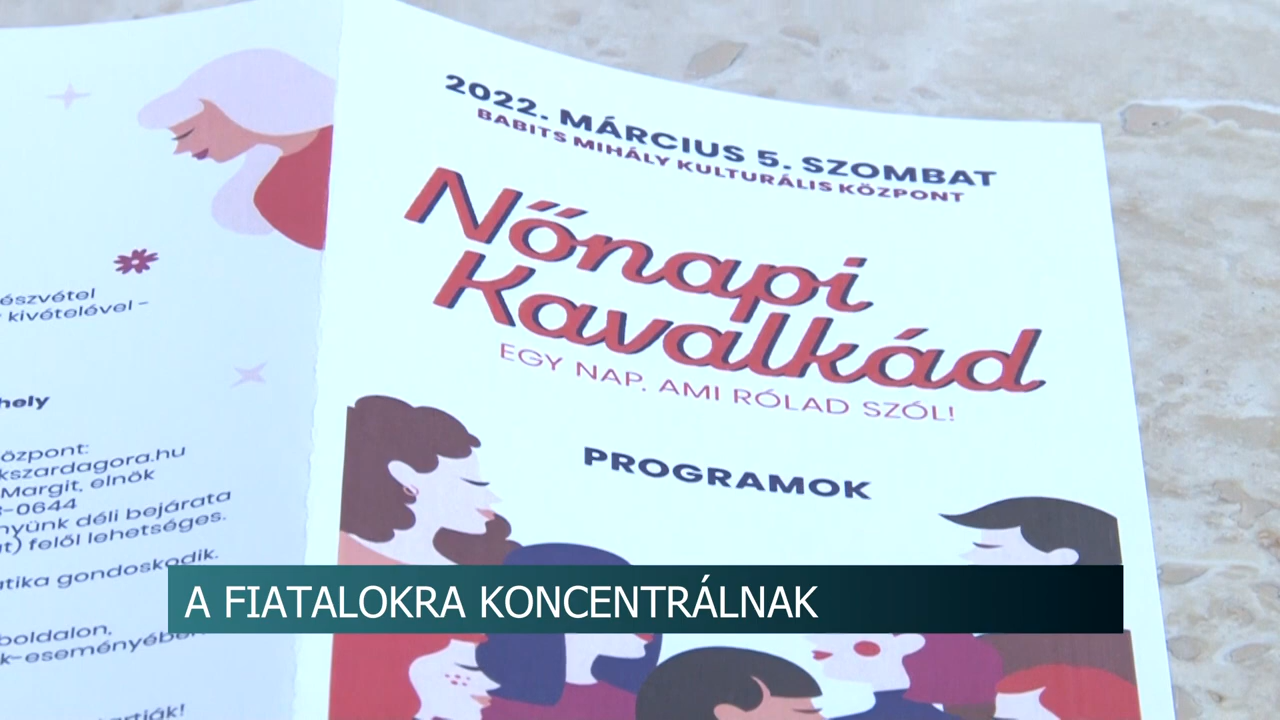 észvétel
kivételével -
hely
özpont:
kszardagora.hu
Margit, elnök
-0644
nyünk déli bejárata
felől lehetséges.
atika gondoskodik.
boldalon,
k-eseményében
2022. MÁRCIUS 5. SZOMBAT
BABITS MIHÁLY KULTURÁLIS KÖZPONT
Nőnapi
Kavalkád
EGY NAP. AMI RÓLAD SZÓL!
PROGRAMOK
A FIATALOKRA KONCENTRÁLNAK